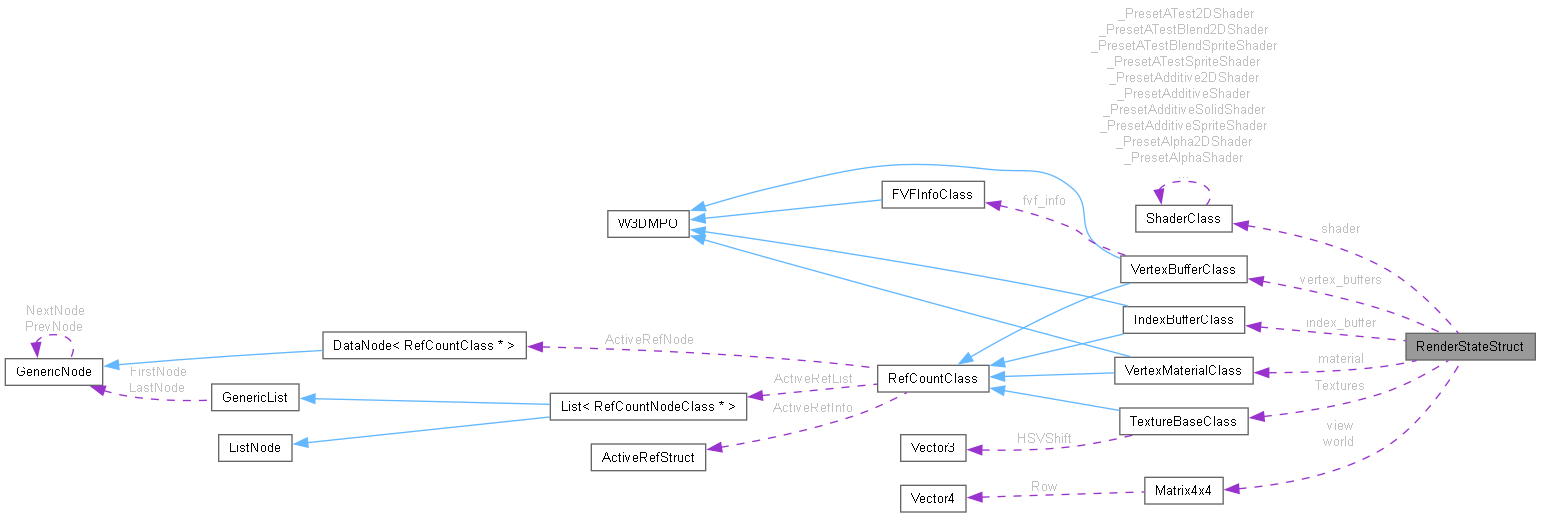 _PresetATest2DShader
_PresetATestBlend2DShader
_PresetATestBlendSpriteShader
_PresetATestSpriteShader
_PresetAdditive2DShader
_PresetAdditiveShader
_PresetAdditiveSolidShader
_PresetAdditiveSpriteShader
_PresetAlpha2DShader
_PresetAlphaShader
...
FVFInfoClass
fvf_info
W3DMPO
ShaderClass
shader
VertexBufferClass
vertex_buffers
NextNode
PrevNode
IndexBufferClass
index_buffer
DataNode< RefCountClass * >
ActiveRefNode
RenderStateStruct
GenericNode
FirstNode
LastNode
RefCountClass
VertexMaterialClass
material
ActiveRefList
Textures
GenericList
List< RefCountNodeClass * >
ActiveRefInfo
TextureBaseClass
view
world
ListNode
ActiveRefStruct
Vector3
HSVShift
Vector4
Row
Matrix4x4